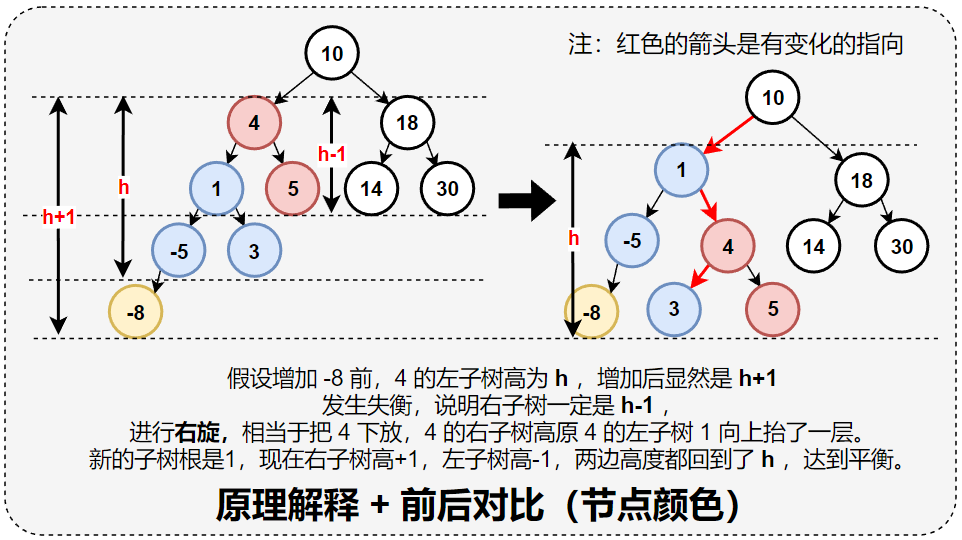 注：红色的箭头是有变化的指向
10
4
18
h-1
1
5
14
30
h
h+1
-5
3
-8
10
1
18
h
-5
4
14
30
-8
3
5
假设增加 -8 前，4 的左子树高为 h ，增加后显然是 h+1
发生失衡，说明右子树一定是 h-1 ，
进行右旋，相当于把 4 下放，4 的右子树高原 4 的左子树 1 向上抬了一层。
新的子树根是1，现在右子树高+1，左子树高-1，两边高度都回到了 h ，达到平衡。
原理解释 + 前后对比（节点颜色）